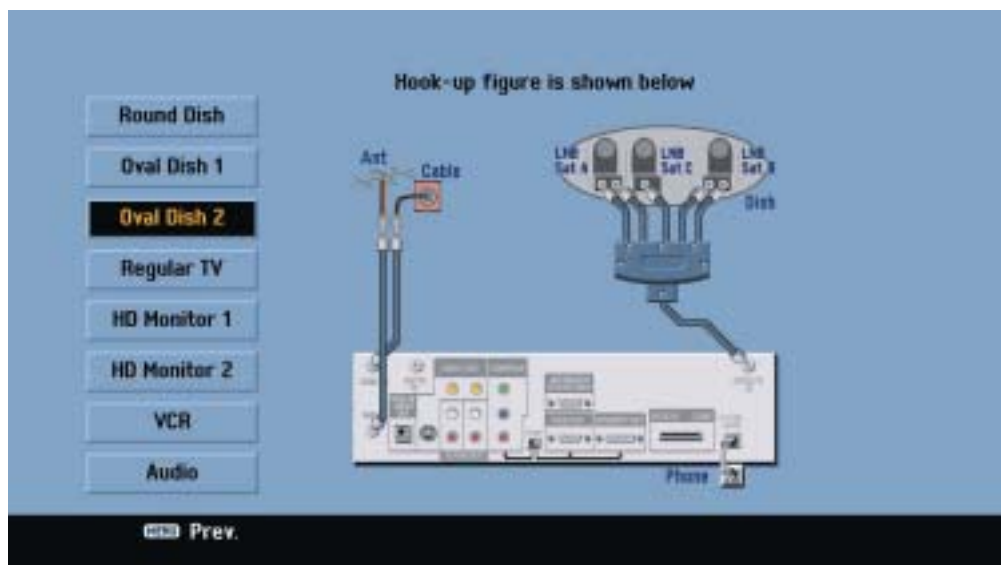 Hook-up figure is shown below
Round Dish
Oval Dish 1
Oval Dish 2
Regular TV
HD Monitor 1
HD Monitor 2
VCR
Audio
Ant
Cable
LNB
Sat A
LNB
Sat C
LNB
Sat B
Dish
Phone
MENU Prev.